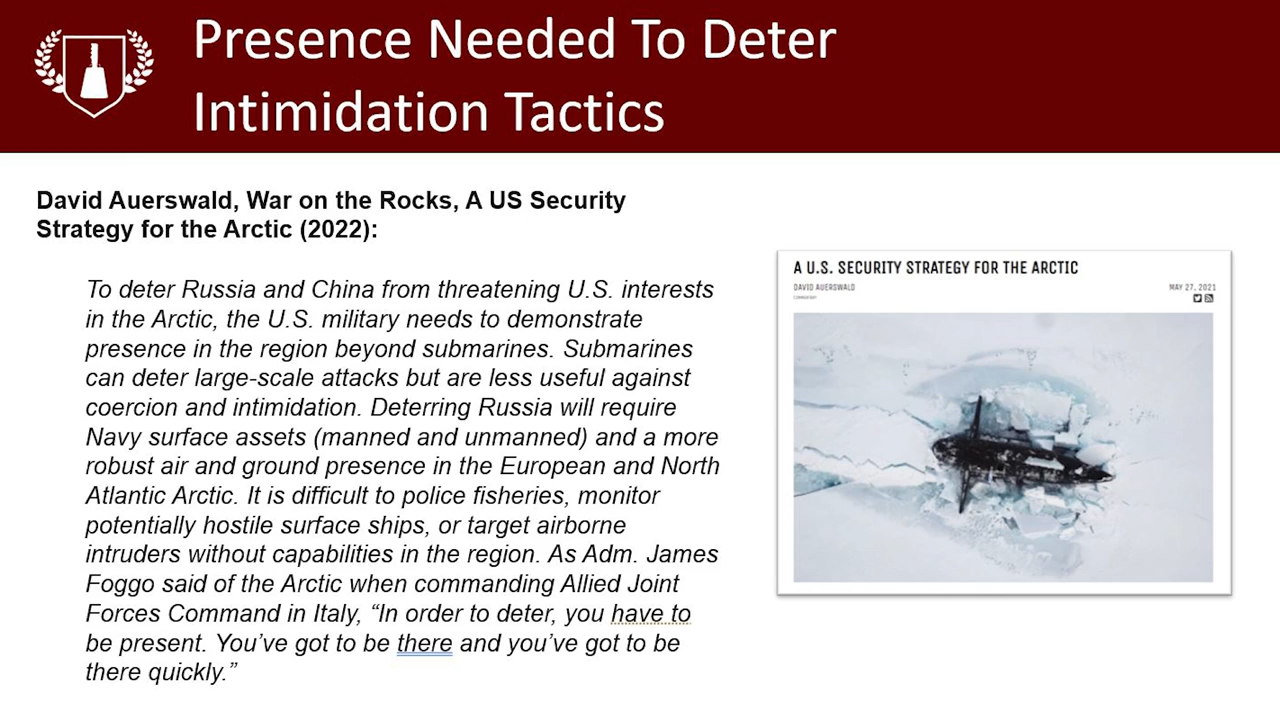 Presence Needed To Deter
Intimidation Tactics
David Auerswald, War on the Rocks, A US Security
Strategy for the Arctic (2022):
To deter Russia and China from threatening U.S. interests
in the Arctic, the U.S. military needs to demonstrate
presence in the region beyond submarines. Submarines
can deter large-scale attacks but are less useful against
coercion and intimidation. Deterring Russia will require
Navy surface assets (manned and unmanned) and a more
robust air and ground presence in the European and North
Atlantic Arctic. It is difficult to police fisheries, monitor
potentially hostile surface ships, or target airborne
intruders without capabilities in the region. As Adm. James
Foggo said of the Arctic when commanding Allied Joint
Forces Command in Italy, “In order to deter, you have to
be present. You’ve got to be there and you’ve got to be
there quickly.”
A U.S. SECURITY STRATEGY FOR THE ARCTIC
DAVID AUERSWALD
MAY 27, 2021
COMMENTARY